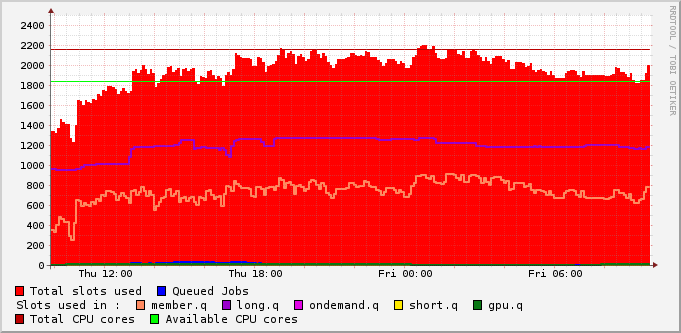 RRDTOOL / TOBI OETIKER
2400
2200
2000
1800
1600
1400
1200
1000
800
600
400
200
0
Thu 12:00 Thu 18:00 Fri 00:00 Fri 06:00
Total slots used Queued Jobs
Slots used in : member.q long.q ondemand.q short.q gpu.q
Total CPU cores Available CPU cores